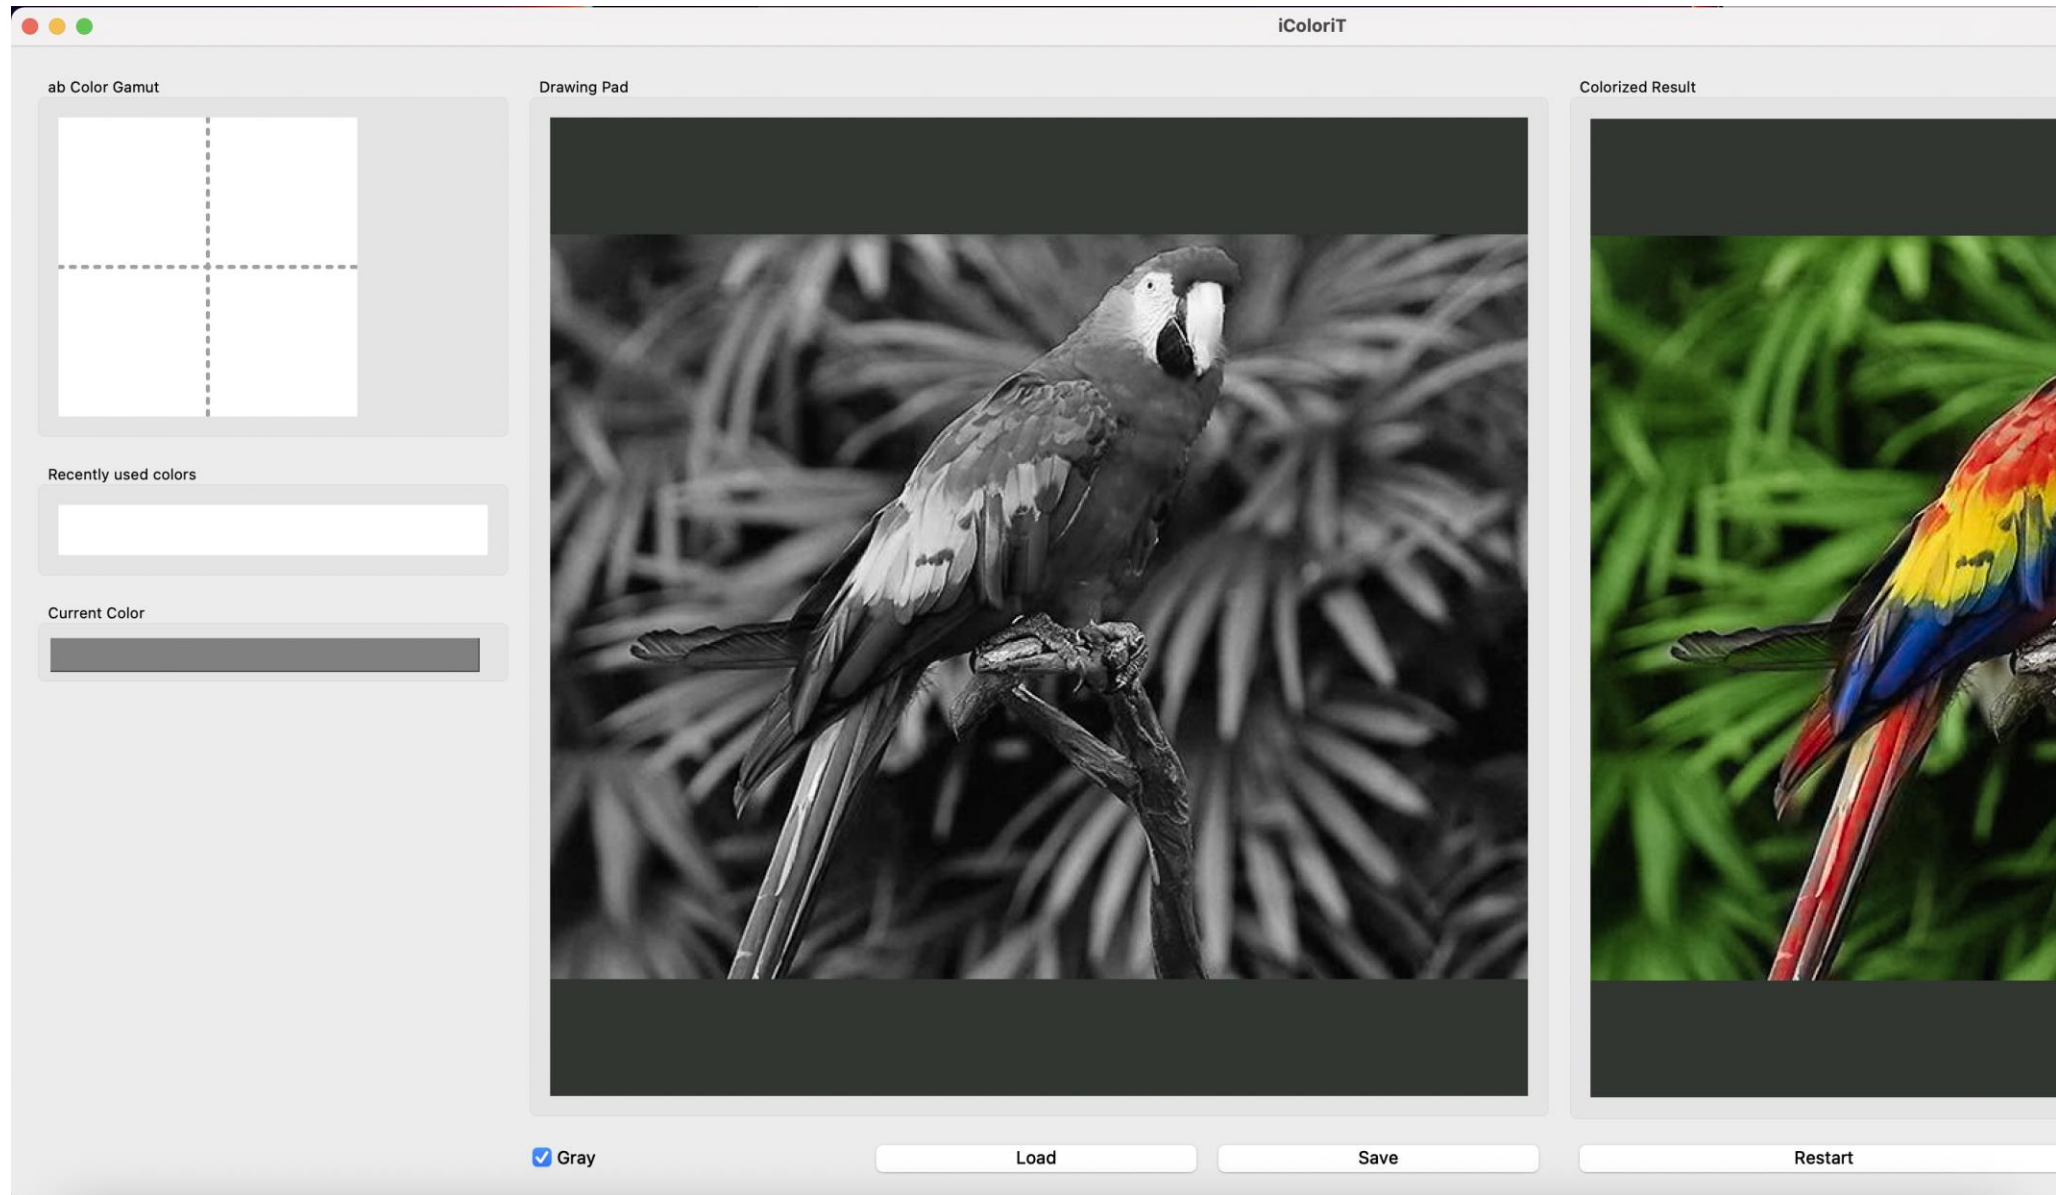 iColoriT
ab Color Gamut
Drawing Pad
Colorized Result
Recently used colors
Current Color
Gray
Load
Save
Restart